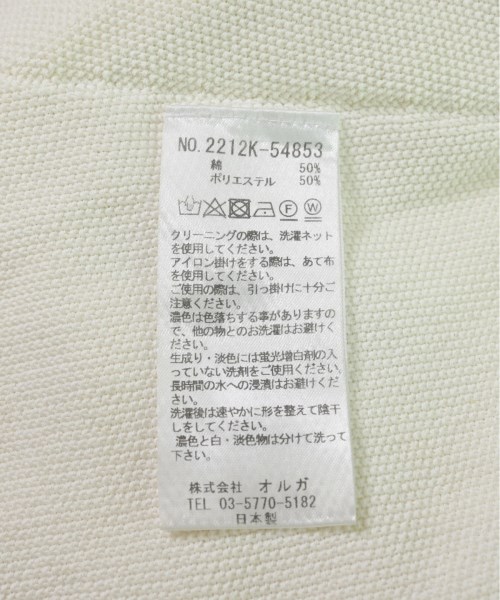 NO.2212K-54853
綿 50%
ポリエステル 50%
クリーニングの際は、洗濯ネット
を使用してください。
アイロン掛けをする際は、あて布
を使用してください。
ご使用の際は、引っ掛けに十分ご
注意ください。
濃色は色落ちする事がありますの
で、他の物とのお洗濯はお避けく
ださい。
生成り・淡色には蛍光増白剤の入
っていない洗剤をご使用ください。
長時間の水への浸漬はお避けくだ
さい。
洗濯後は速やかに形を整えて陰干
しをしてください。
濃色と白・淡色物は分けて洗って
下さい。
株式会社 オルガ
TEL 03-5770-5182
日本製